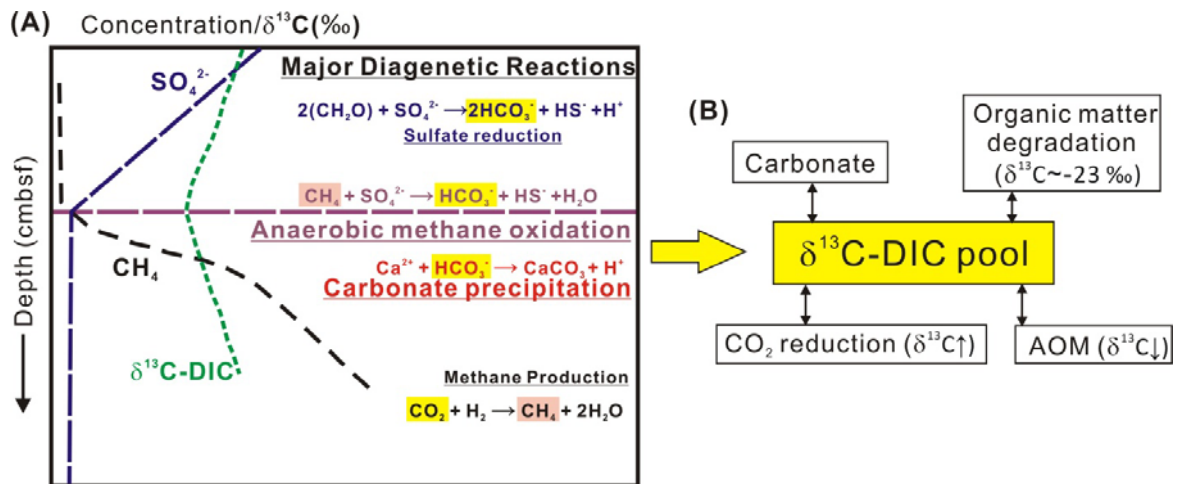 (A) Concentration/δ¹³C(‰)
SO₄²⁻
Major Diagenetic Reactions
2(CH₂O) + SO₄²⁻ → 2HCO₃⁻ + HS⁻ +H⁺
Sulfate reduction
CH₄ + SO₄²⁻ → HCO₃⁻ + HS⁻ +H₂O
Anaerobic methane oxidation
CH₄
Ca²⁺ + HCO₃⁻ → CaCO₃ + H⁺
Carbonate precipitation
δ¹³C-DIC
Methane Production
CO₂ + H₂ → CH₄ + 2H₂O
Depth (cmbsf)
(B)
Carbonate
Organic matter
degradation
(δ¹³C~-23 ‰)
δ¹³C-DIC pool
CO₂ reduction (δ¹³C↑)
AOM (δ¹³C↓)